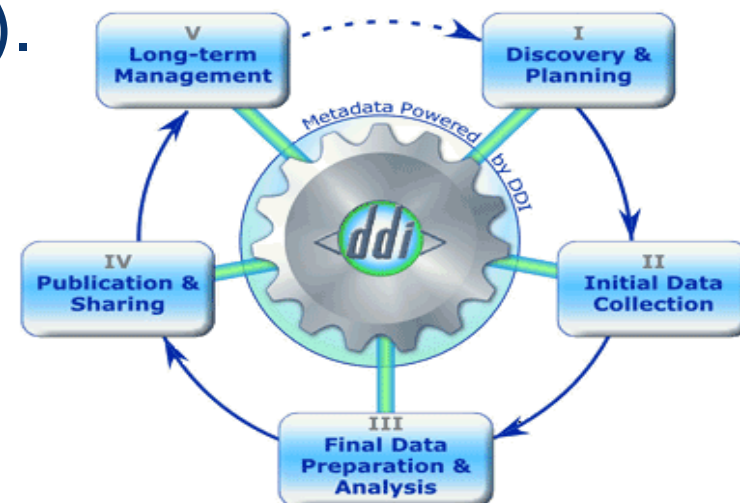 ).
V
Long-term
Management
I
Discovery &
Planning
Metadata Powered by DDI
ddi
IV
Publication &
Sharing
II
Initial Data
Collection
III
Final Data
Preparation &
Analysis